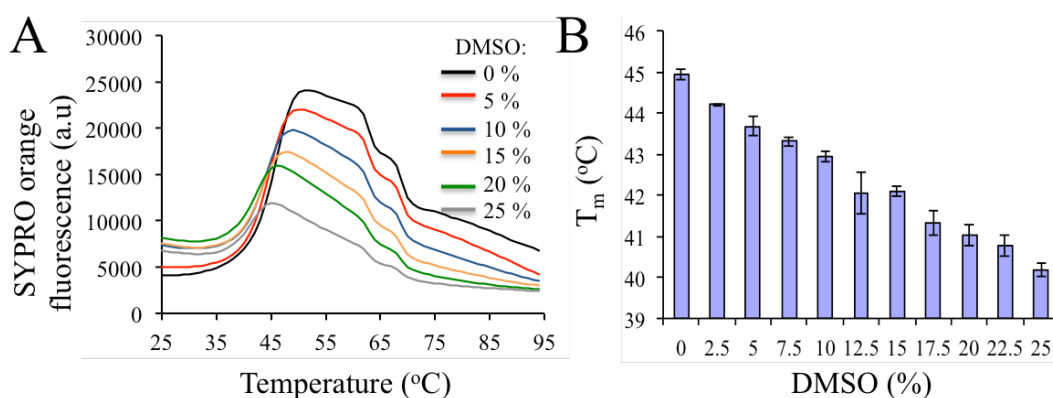 A
SYPRO orange
fluorescence (a.u)
30000
25000
20000
15000
10000
5000
0
25 35 45 55 65 75 85 95
Temperature (oC)
DMSO:
0 %
5 %
10 %
15 %
20 %
25 %
B
Tm (oC)
46
45
44
43
42
41
40
39
0 2.5 5 7.5 10 12.5 15 17.5 20 22.5 25
DMSO (%)